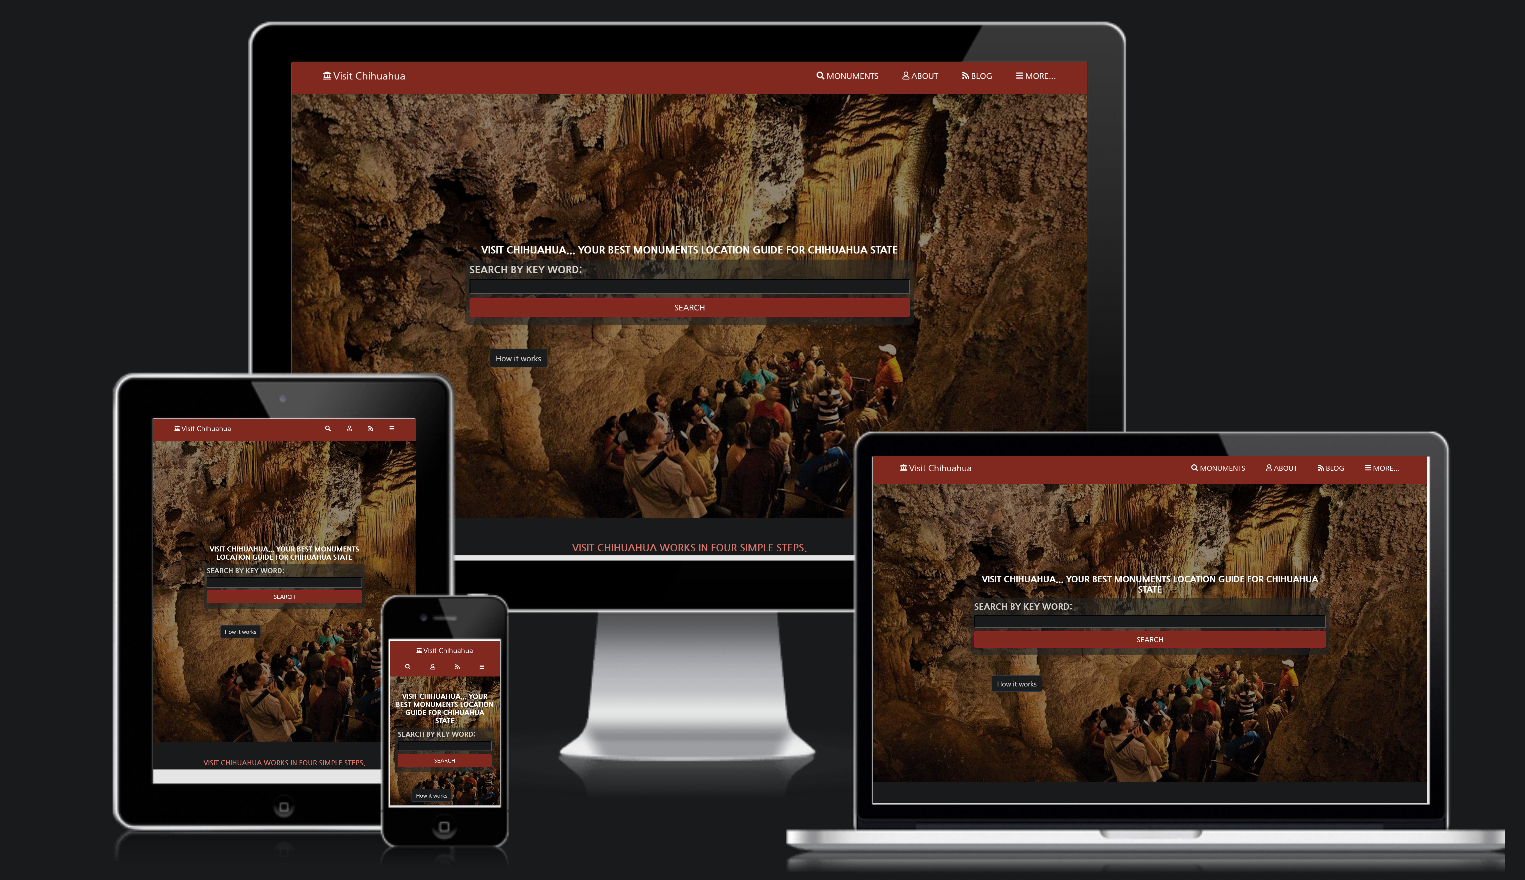 Visit Chihuahua
MONUMENTS
ABOUT
BLOG
MORE...
VISIT CHIHUAHUA... YOUR BEST MONUMENTS LOCATION GUIDE FOR CHIHUAHUA STATE
SEARCH BY KEY WORD:
SEARCH
How it works
VISIT CHIHUAHUA WORKS IN FOUR SIMPLE STEPS.
Visit Chihuahua
VISIT CHIHUAHUA... YOUR BEST MONUMENTS
LOCATION GUIDE FOR CHIHUAHUA STATE
SEARCH BY KEY WORD:
SEARCH
How it works
VISIT CHIHUAHUA WORKS IN FOUR SIMPLE STEPS.
Visit Chihuahua
VISIT CHIHUAHUA... YOUR
BEST MONUMENTS LOCATION
GUIDE FOR CHIHUAHUA
STATE
SEARCH BY KEY WORD:
SEARCH
How it works
Visit Chihuahua
MONUMENTS
ABOUT
BLOG
MORE...
VISIT CHIHUAHUA... YOUR BEST MONUMENTS LOCATION GUIDE FOR CHIHUAHUA
STATE
SEARCH BY KEY WORD:
SEARCH
How it works